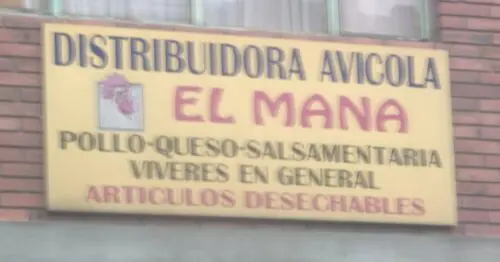 DISTRIBUIDORA AVICOLA
EL MANA
POLLO-QUESO-SALSAMENTARIA
VIVERES EN GENERAL
ARTICULOS DESECHABLES